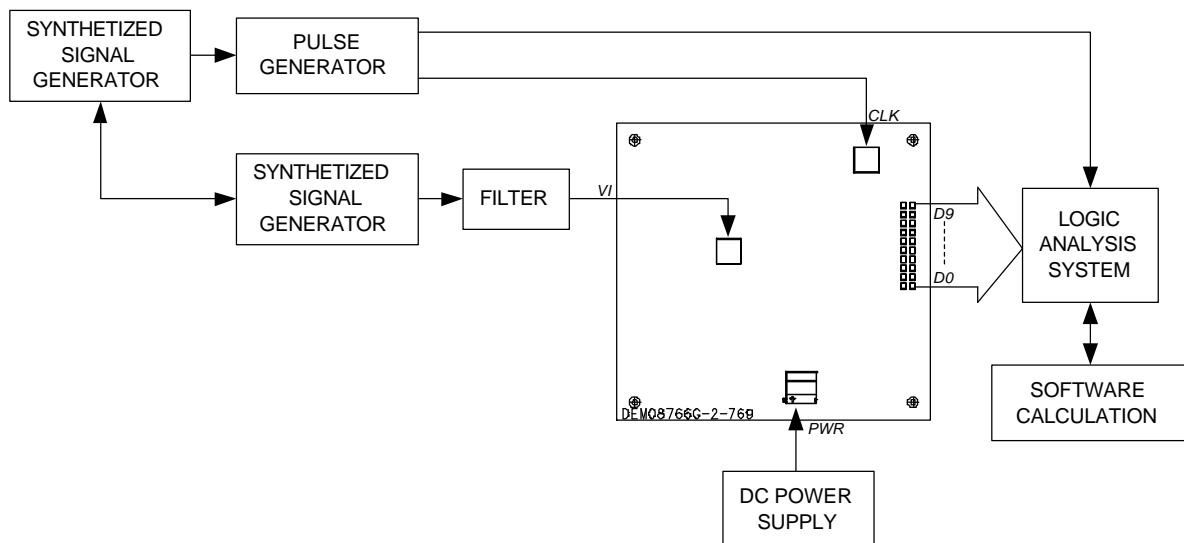 SYNTHETIZED
SIGNAL
GENERATOR
PULSE
GENERATOR
CLK
SYNTHETIZED
SIGNAL
GENERATOR
FILTER
VI
D9
D0
LOGIC
ANALYSIS
SYSTEM
SOFTWARE
CALCULATION
DEMO8766G-2-769
PWR
DC POWER
SUPPLY